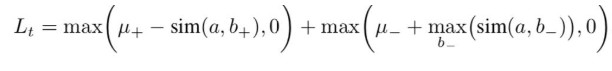 L_t = max(μ_+ − sim(a, b_+), 0) + max(μ_− + max_{b_−}(sim(a, b_−)), 0)